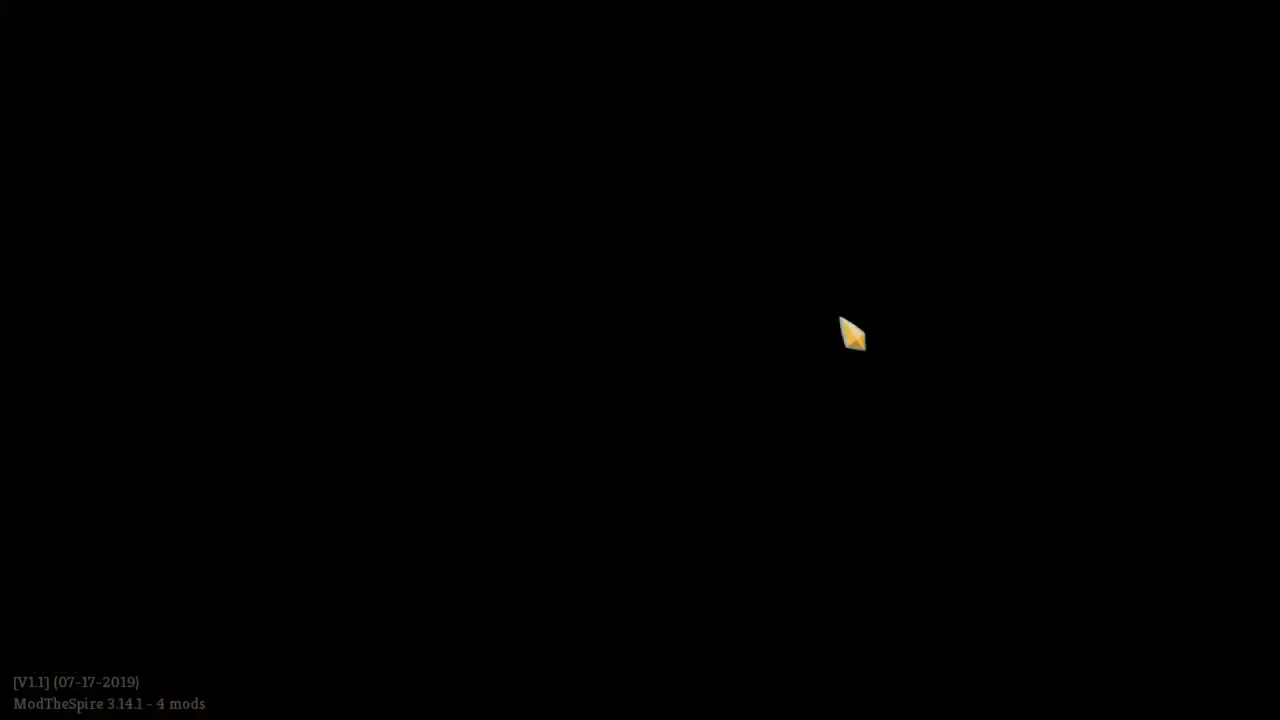 [V1.1] (07-17-2019)
ModTheSpire 3.14.1 - 4 mods